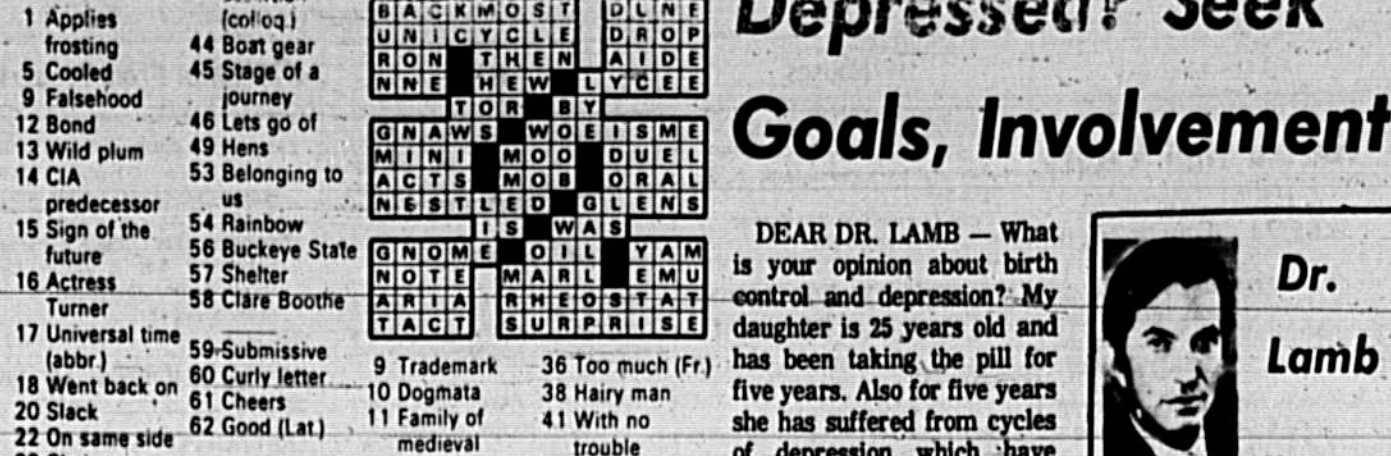 1 Applies
frosting
5 Cooled
9 Falsehood
12 Bond
13 Wild plum
14 CIA
predecessor
15 Sign of the
future
16 Actress
Turner
17 Universal time
(abbr.)
18 Went back on
20 Slack
22 On same side
(colloq.)
44 Boat gear
45 Stage of a
journey
46 Lets go of
49 Hens
53 Belonging to
us
54 Rainbow
56 Buckeye State
57 Shelter
58 Clare Boothe
59 Submissive
60 Curly letter
61 Cheers
62 Good (Lat.)
BACKMOST DLNE
UNICYCLE DROP
RON THEN AIDE
NNE HEW LYCEE
TOR BY
GNAWS WOEISME
MINI MOO DUEL
ACTS MOB ORAL
NESTLED GLENS
IS WAS
GNOME OIL YAM
NOTE MARL EMU
ARIA RHEOSTAT
TACT SURPRISE
9 Trademark
10 Dogmata
11 Family of
medieval
36 Too much (Fr.)
38 Hairy man
41 With no
trouble
Depressed? Seek
Goals, Involvement
DEAR DR. LAMB — What
is your opinion about birth
control and depression? My
daughter is 25 years old and
has been taking the pill for
five years. Also for five years
she has suffered from cycles
of depression which have
Dr.
Lamb